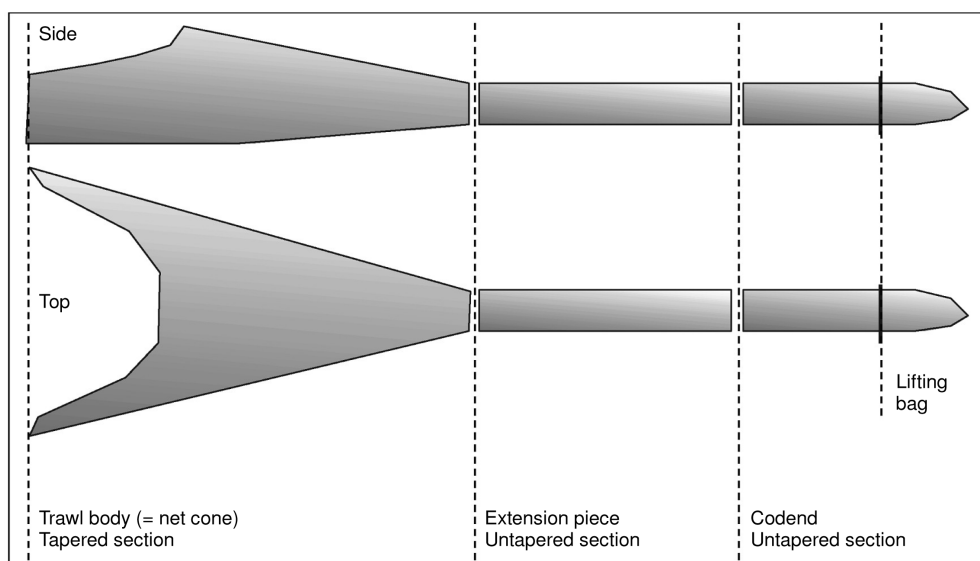 Side
Top
Lifting
bag
Trawl body (= net cone)
Tapered section
Extension piece
Untapered section
Codend
Untapered section